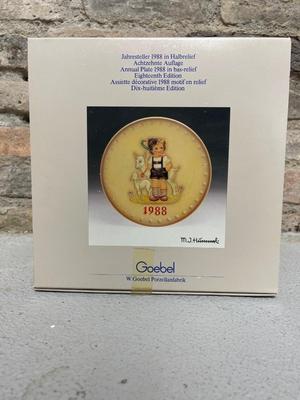 Jahresteller 1988 in Halbrelief
Achtzehnte Auflage
Annual Plate 1988 in bas-relief
Eighteenth Edition
Assiette décorative 1988 motif en relief
Dix-huitième Edition
1988
M.J.Hummel
Goebel
W. Goebel Porzellanfabrik